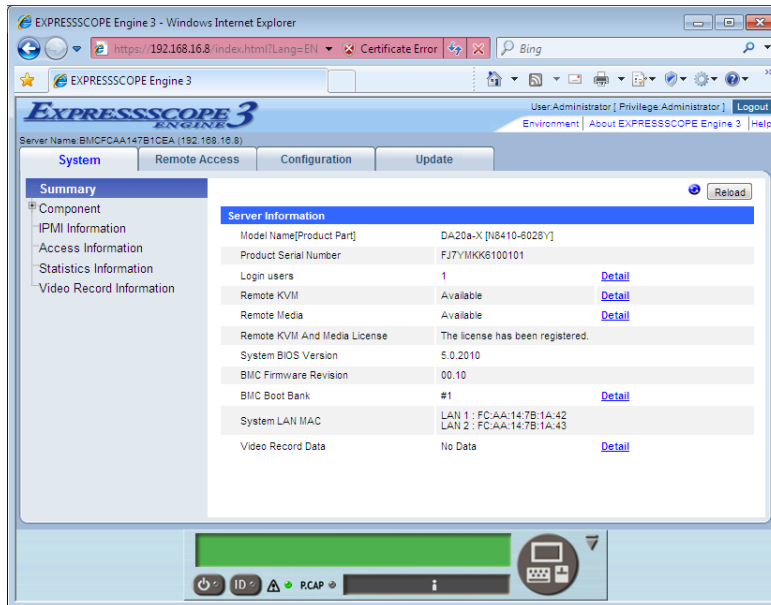 EXPRESSSCOPE Engine 3 - Windows Internet Explorer
https://192.168.16.8/index.html?Lang=EN
Certificate Error
Bing
EXPRESSSCOPE Engine 3
EXPRESSSCOPE
ENGINE 3
User:Administrator [ Privilege:Administrator ]
Logout
Environment
About EXPRESSSCOPE Engine 3
Help
Server Name:BMCFCAA147B1CEA (192.168.16.8)
System
Remote Access
Configuration
Update
Summary
Component
IPMI Information
Access Information
Statistics Information
Video Record Information
Reload
Server Information
Model Name[Product Part] DA20a-X [N8410-6028Y]
Product Serial Number FJ7YMKK6100101
Login users 1 Detail
Remote KVM Available Detail
Remote Media Available Detail
Remote KVM And Media License The license has been registered.
System BIOS Version 5.0.2010
BMC Firmware Revision 00.10
BMC Boot Bank #1 Detail
System LAN MAC LAN 1 : FC:AA:14:7B:1A:42
LAN 2 : FC:AA:14:7B:1A:43
Video Record Data No Data Detail
ID
P.CAP
i